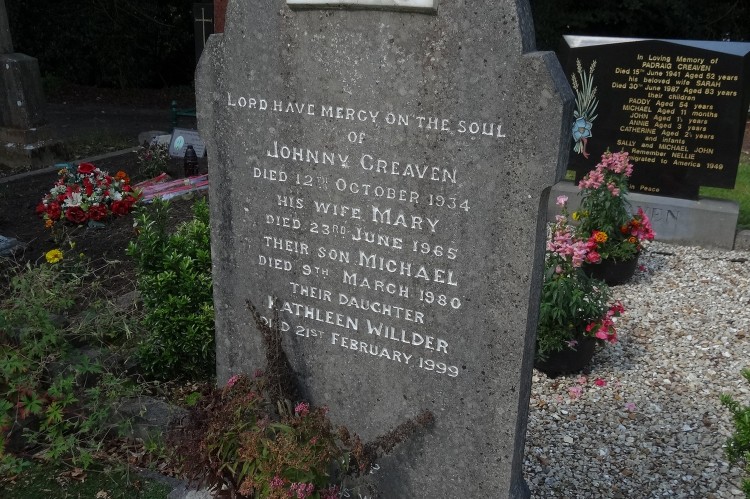 LORD HAVE MERCY ON THE SOUL
OF
JOHNNY CREAVEN
DIED 12TH OCTOBER 1934
HIS WIFE MARY
DIED 23RD JUNE 1965
THEIR SON MICHAEL
DIED 9TH MARCH 1980
THEIR DAUGHTER
KATHLEEN WILLDER
DIED 21ST FEBRUARY 1999
In Loving Memory of
PADRAIG CREAVEN
Died 15th June 1941 Aged 52 years
his beloved wife SARAH
Died 30th June 1987 Aged 83 years
their children
PADDY Aged 54 years
MICHAEL Aged 11 months
JOHN Aged 1½ years
ANNIE Aged 3 years
CATHERINE Aged 2½ years
and infants
SALLY and MICHAEL JOHN
Remember NELLIE
to America 1949
in Peace